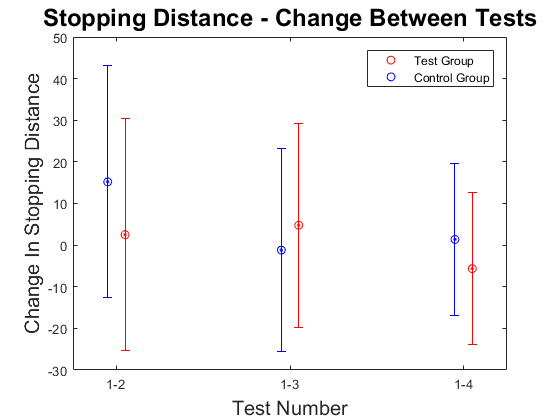 Stopping Distance - Change Between Tests
Test Group
Control Group
Change In Stopping Distance
50
40
30
20
10
0
-10
-20
-30
1-2
1-3
1-4
Test Number